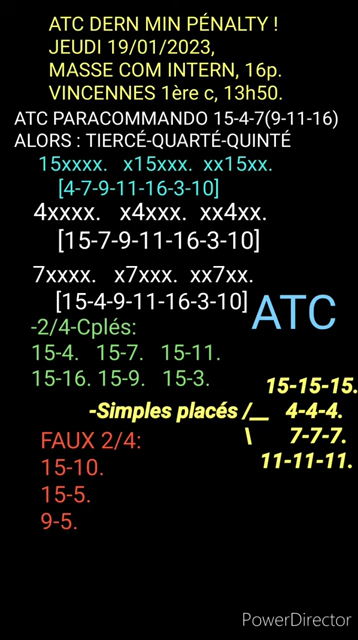 ATC DERN MIN PÉNALTY !
JEUDI 19/01/2023,
MASSE COM INTERN, 16p.
VINCENNES 1ère c, 13h50.
ATC PARACOMMANDO 15-4-7(9-11-16)
ALORS : TIERCÉ-QUARTÉ-QUINTÉ
15xxxx. x15xxx. xx15xx.
[4-7-9-11-16-3-10]
4xxxx. x4xxx. xx4xx.
[15-7-9-11-16-3-10]
7xxxx. x7xxx. xx7xx.
[15-4-9-11-16-3-10]
ATC
-2/4-Cplés:
15-4. 15-7. 15-11.
15-16. 15-9. 15-3.
15-15-15.
-Simples placés /__ 4-4-4.
\ 7-7-7.
11-11-11.
FAUX 2/4:
15-10.
15-5.
9-5.
PowerDirector